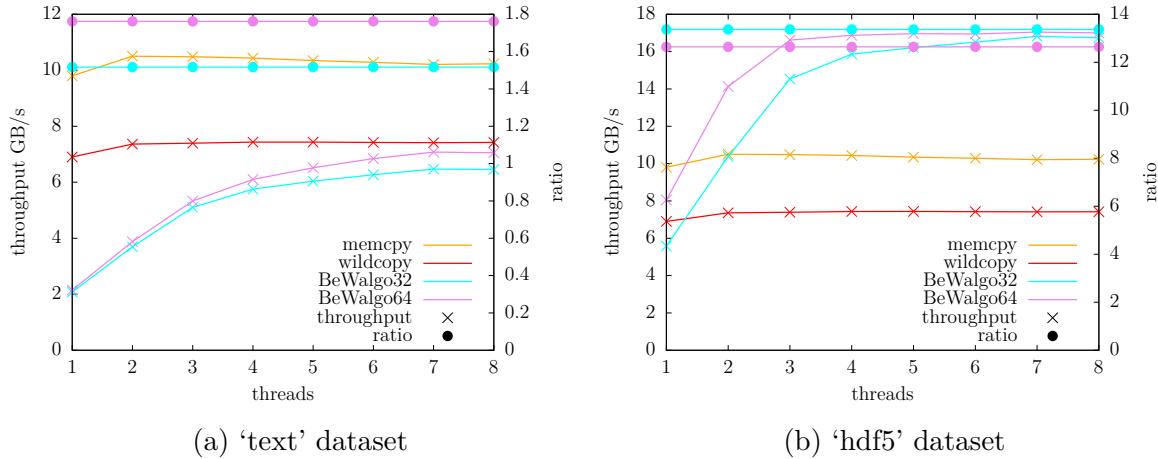 throughput GB/s
12
10
8
6
4
2
0
1 2 3 4 5 6 7 8
threads
1.8
1.6
1.4
1.2
1
0.8
0.6
0.4
0.2
0
ratio
memcpy
wildcopy
BeWalgo32
BeWalgo64
throughput
ratio
(a) ‘text’ dataset
throughput GB/s
18
16
14
12
10
8
6
4
2
0
1 2 3 4 5 6 7 8
threads
14
12
10
8
6
4
2
0
ratio
memcpy
wildcopy
BeWalgo32
BeWalgo64
throughput
ratio
(b) ‘hdf5’ dataset